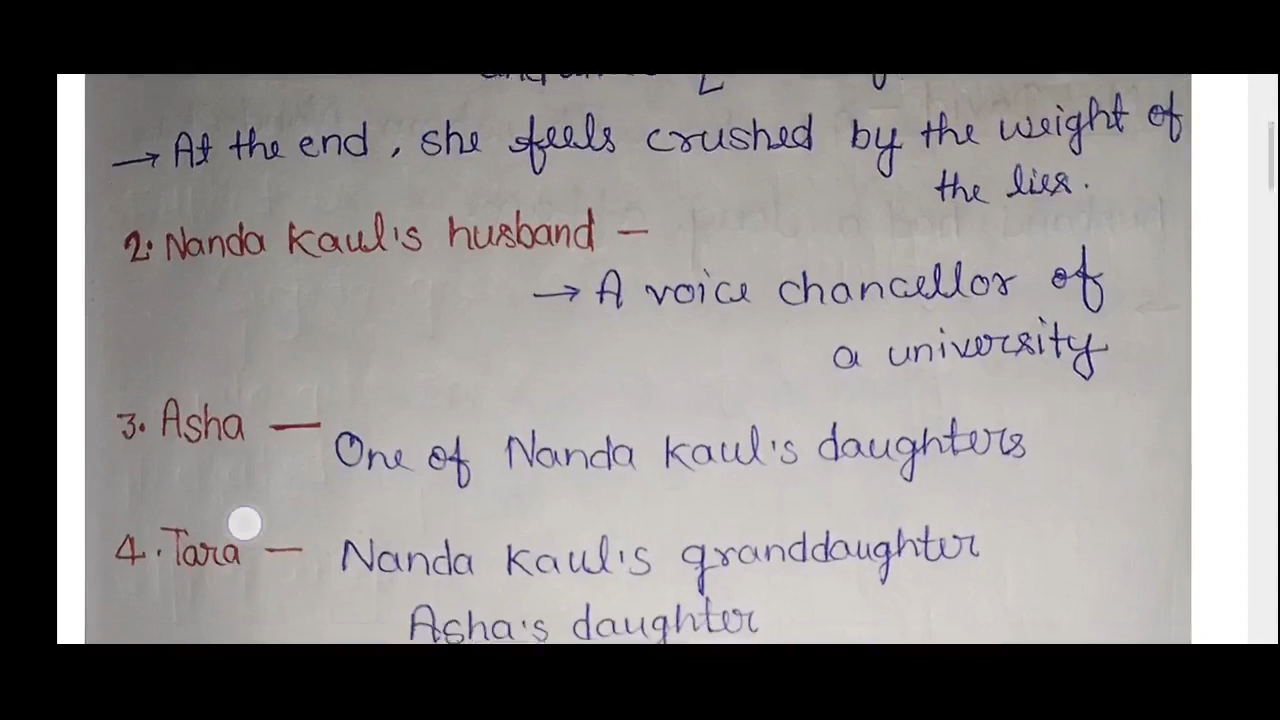 → At the end, she feels crushed by the weight of
the lies.
2. Nanda Kaul's husband —
→ A voice chancellor of
a university
3. Asha — One of Nanda Kaul's daughters
4. Tara — Nanda Kaul's granddaughter
Asha's daughter